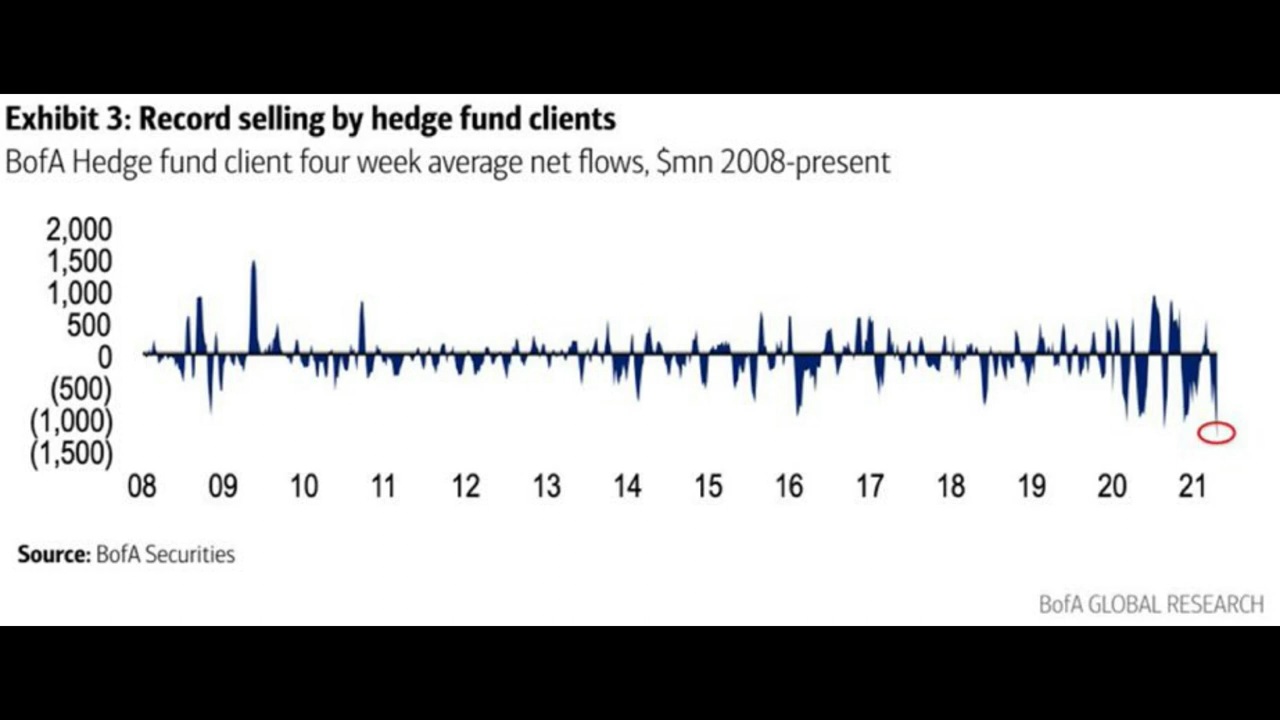 Exhibit 3: Record selling by hedge fund clients
BofA Hedge fund client four week average net flows, $mn 2008-present
2,000
1,500
1,000
500
0
(500)
(1,000)
(1,500)
08 09 10 11 12 13 14 15 16 17 18 19 20 21
Source: BofA Securities
BofA GLOBAL RESEARCH